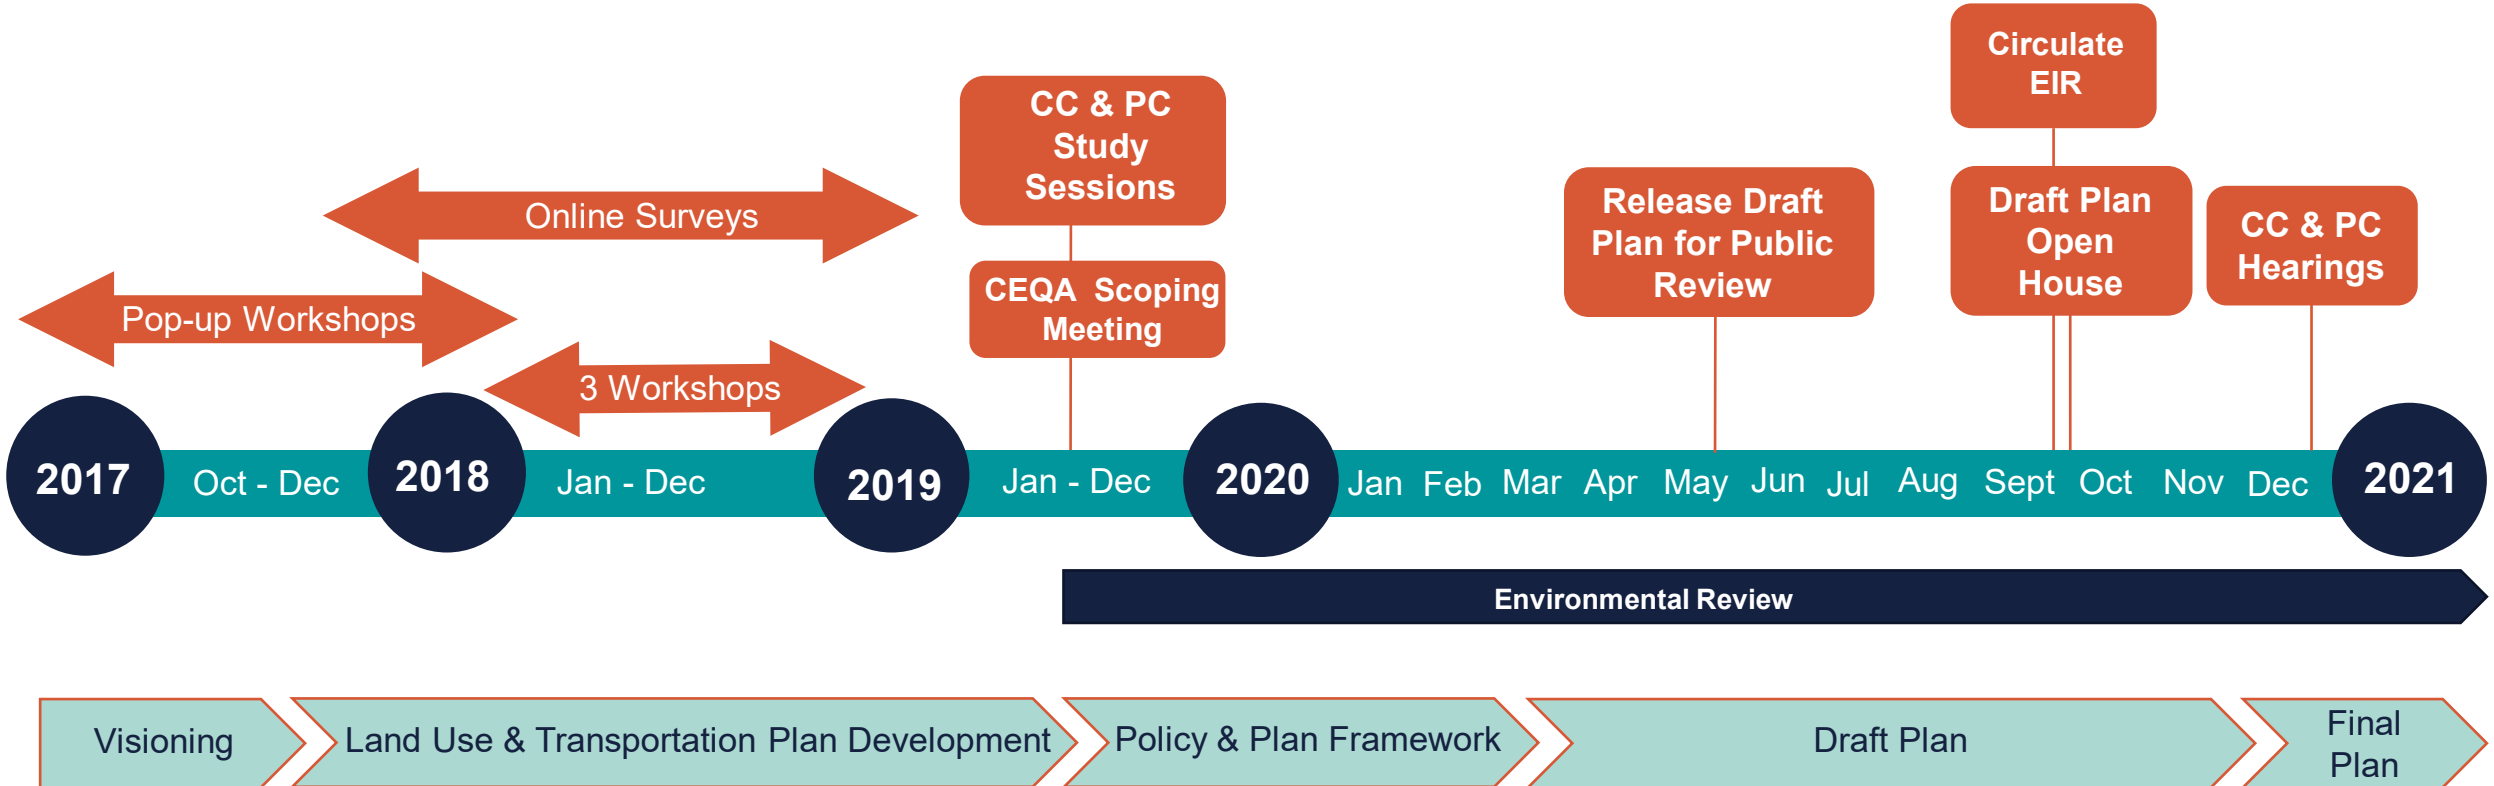 Circulate
EIR
CC & PC
Study
Sessions
Online Surveys
Release Draft
Plan for Public
Review
Draft Plan
Open
House
CC & PC
Hearings
Pop-up Workshops
CEQA  Scoping
Meeting
3 Workshops
2017
Oct - Dec
2018
Jan - Dec
2019
Jan - Dec
2020
Jan
Feb
Mar
Apr
May
Jun
Jul
Aug
Sept
Oct
Nov
Dec
2021
Environmental Review
Visioning
Land Use & Transportation Plan Development
Policy & Plan Framework
Draft Plan
Final
Plan